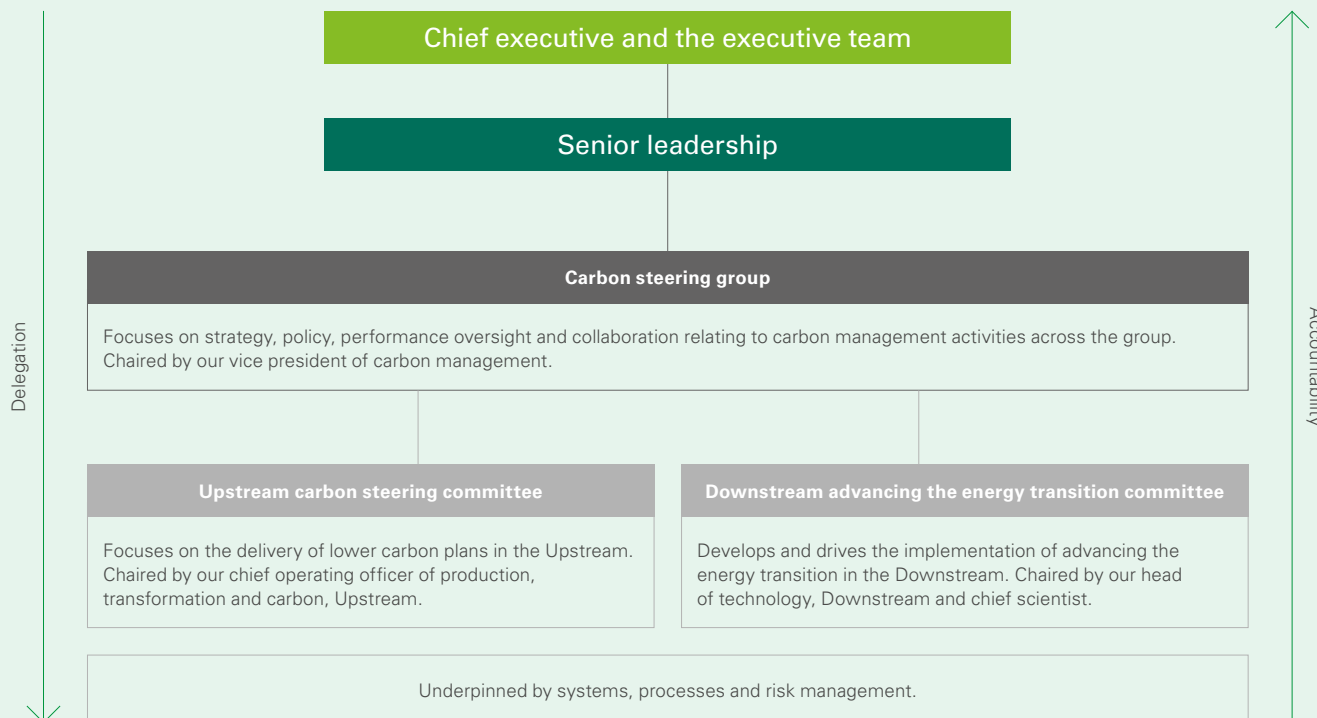 Chief executive and the executive team
Senior leadership
Carbon steering group
Focuses on strategy, policy, performance oversight and collaboration relating to carbon management activities across the group.
Chaired by our vice president of carbon management.
Delegation
Accountability
Upstream carbon steering committee
Focuses on the delivery of lower carbon plans in the Upstream.
Chaired by our chief operating officer of production,
transformation and carbon, Upstream.
Downstream advancing the energy transition committee
Develops and drives the implementation of advancing the
energy transition in the Downstream. Chaired by our head
of technology, Downstream and chief scientist.
Underpinned by systems, processes and risk management.